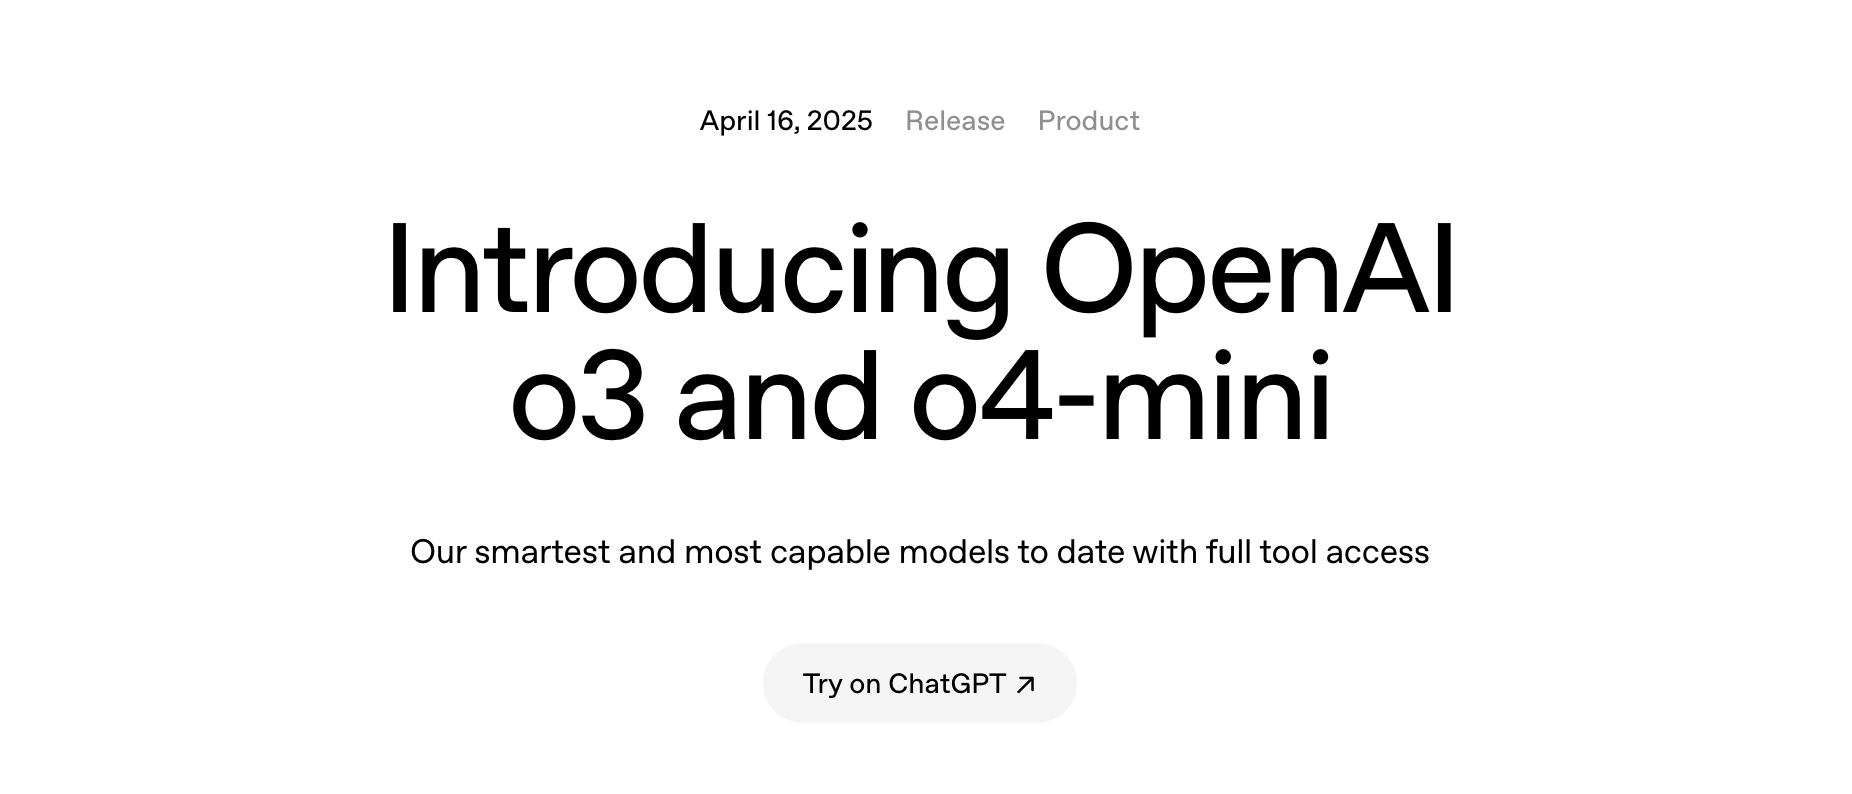 April 16, 2025 Release Product
Introducing OpenAI
o3 and o4-mini
Our smartest and most capable models to date with full tool access
Try on ChatGPT ↗